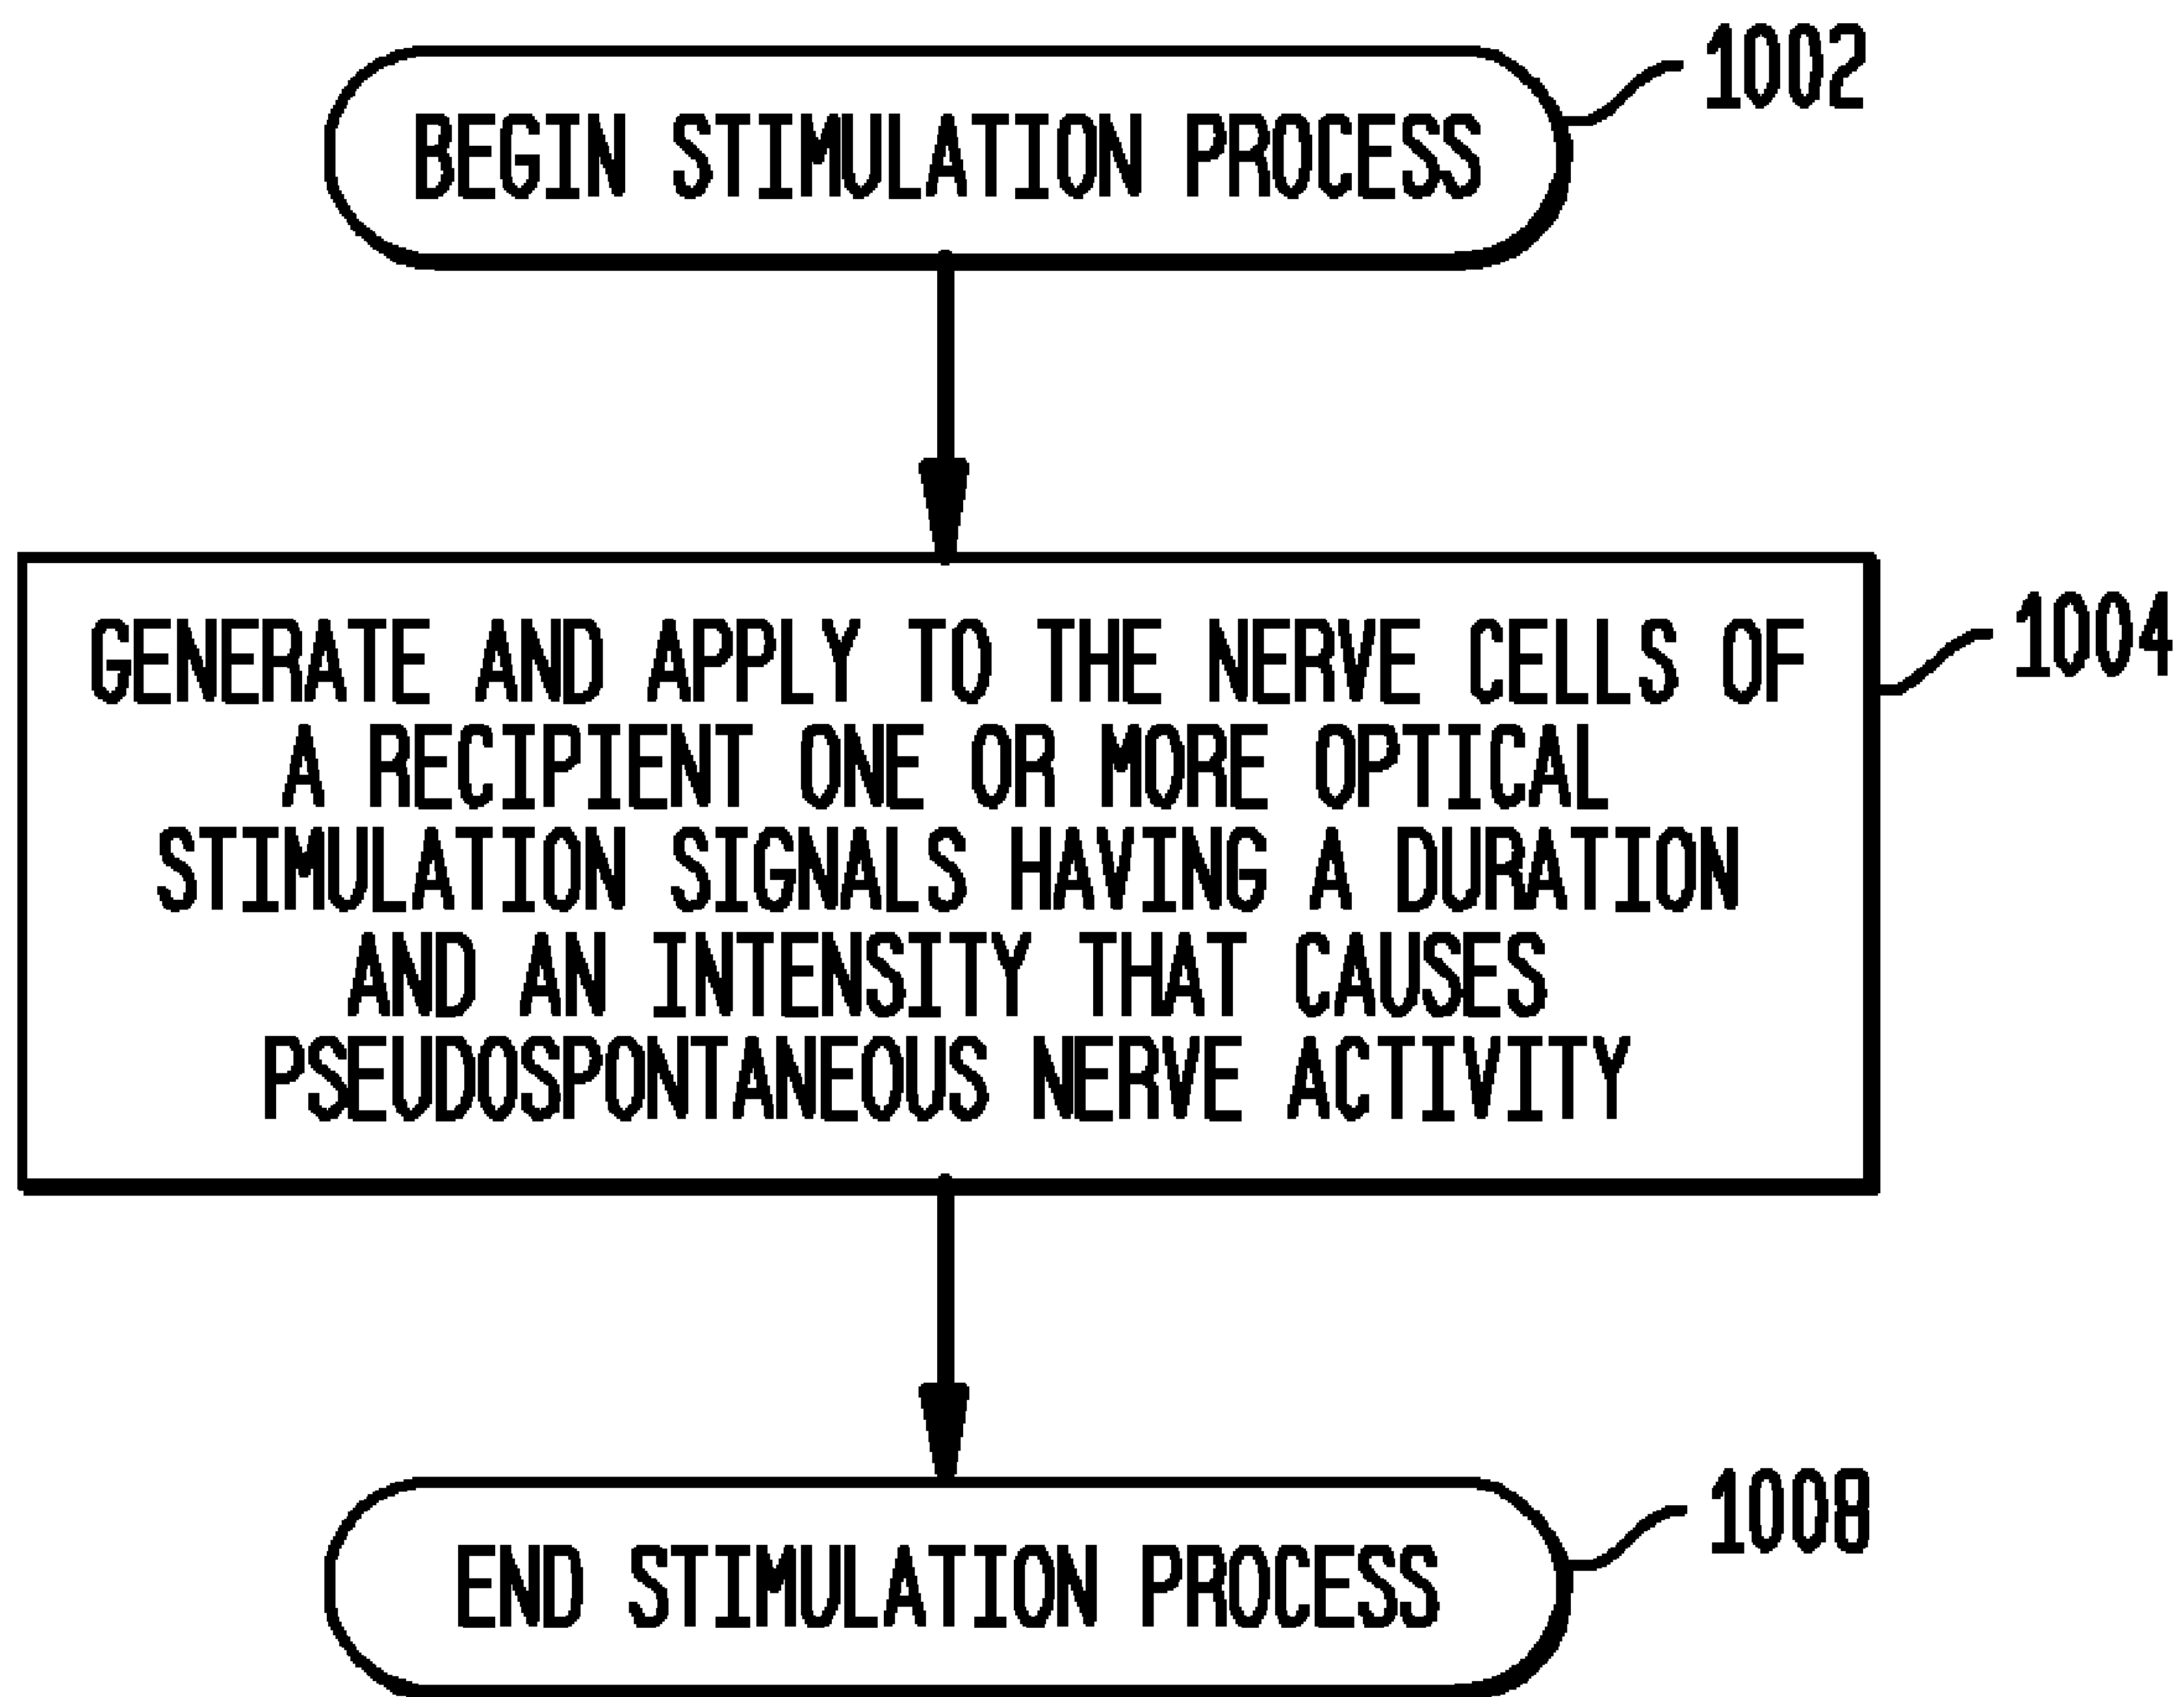 1002
BEGIN STIMULATION PROCESS
1004
GENERATE AND APPLY TO THE NERVE CELLS OF
A RECIPIENT ONE OR MORE OPTICAL
STIMULATION SIGNALS HAVING A DURATION
AND AN INTENSITY THAT CAUSES
PSEUDOSPONTANEOUS NERVE ACTIVITY
1008
END STIMULATION PROCESS